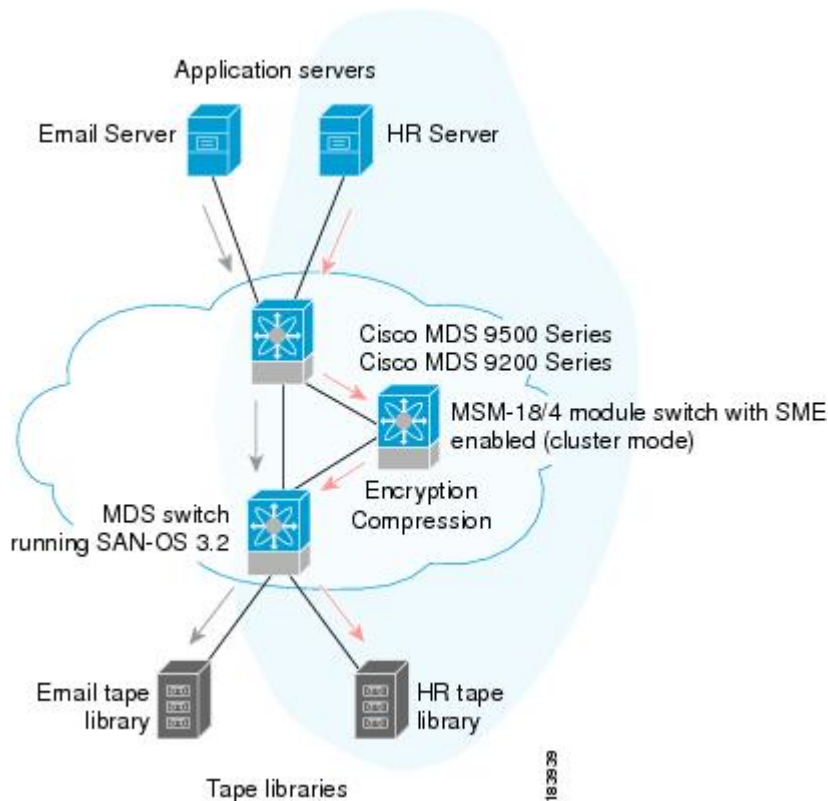 Application servers
Email Server
HR Server
Cisco MDS 9500 Series
Cisco MDS 9200 Series
MSM-18/4 module switch with SME
enabled (cluster mode)
Encryption
Compression
MDS switch
running SAN-OS 3.2
Email tape
library
HR tape
library
Tape libraries
183939